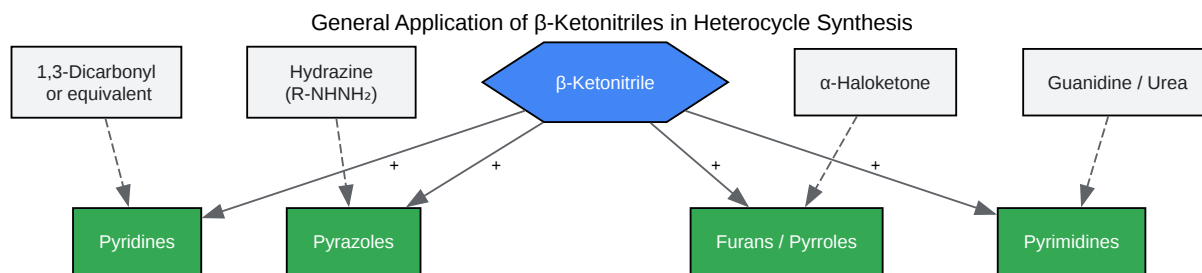 General Application of β-Ketonitriles in Heterocycle Synthesis
1,3-Dicarbonyl
or equivalent
Hydrazine
(R-NHNH₂)
β-Ketonitrile
α-Haloketone
Guanidine / Urea
+
+
+
+
Pyridines
Pyrazoles
Furans / Pyrroles
Pyrimidines